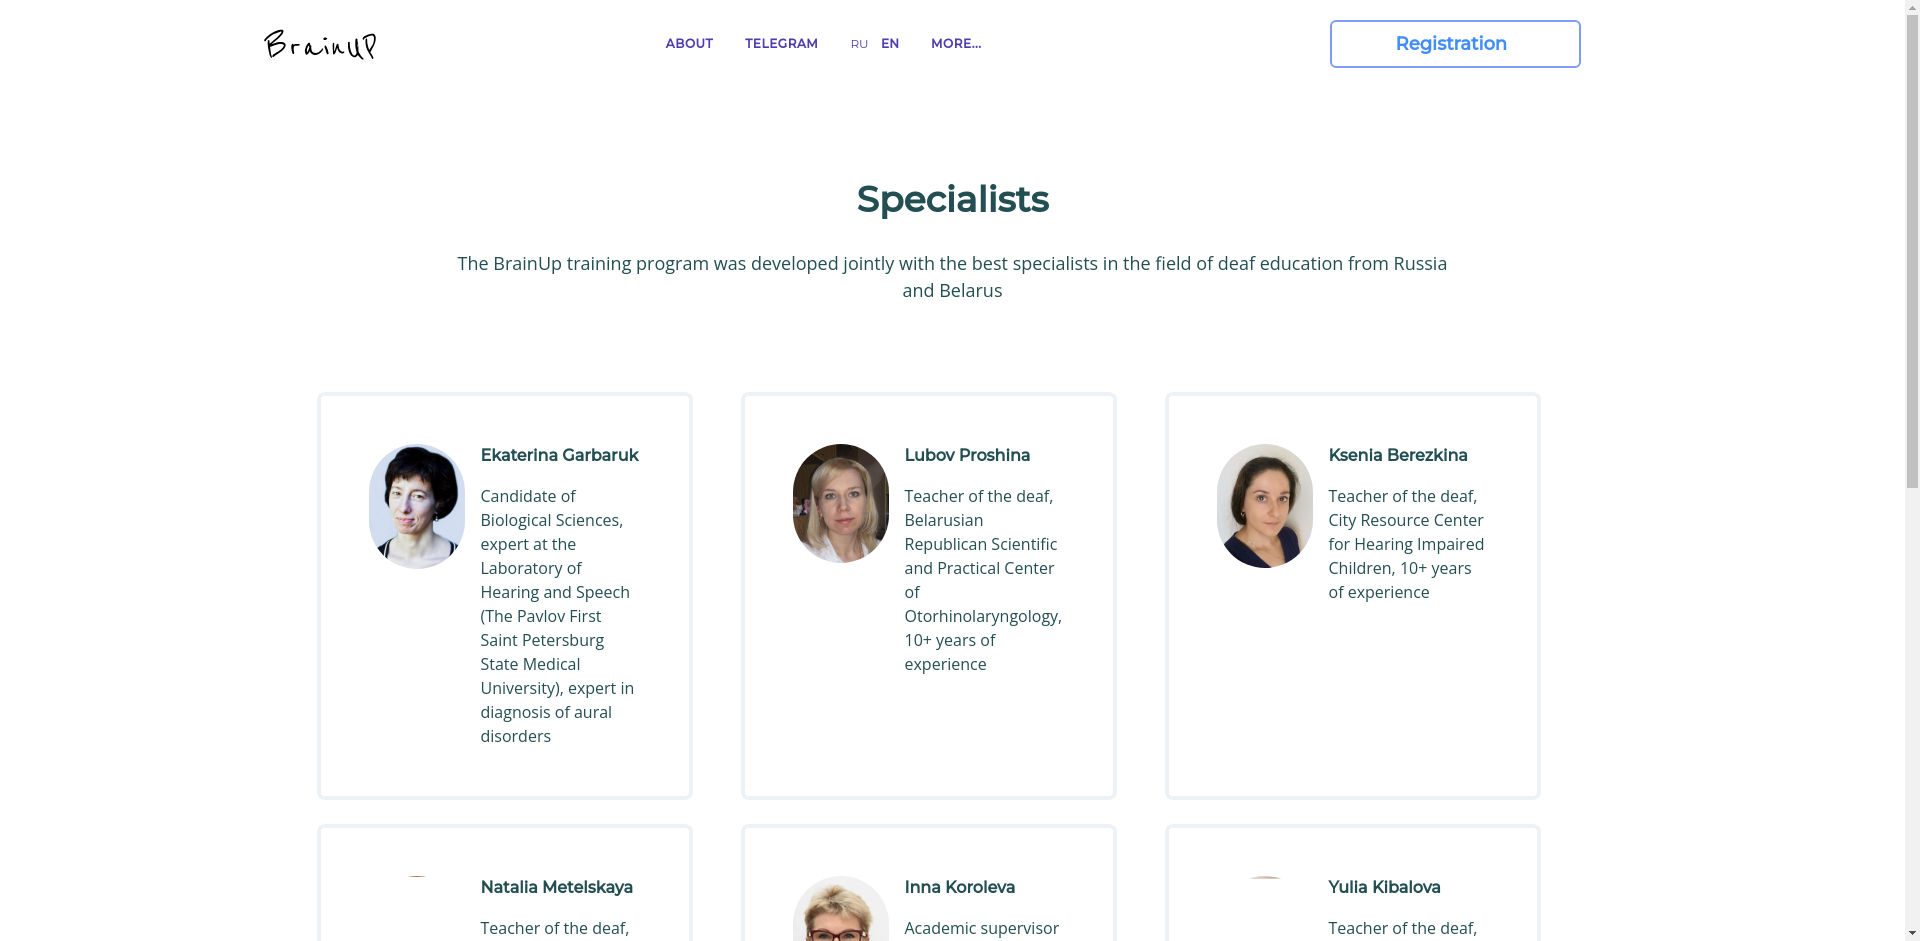 BrainUP
ABOUT
TELEGRAM
RU
EN
MORE...
Registration
Specialists
The BrainUp training program was developed jointly with the best specialists in the field of deaf education from Russia
and Belarus
Ekaterina Garbaruk
Candidate of
Biological Sciences,
expert at the
Laboratory of
Hearing and Speech
(The Pavlov First
Saint Petersburg
State Medical
University), expert in
diagnosis of aural
disorders
Lubov Proshina
Teacher of the deaf,
Belarusian
Republican Scientific
and Practical Center
of
Otorhinolaryngology,
10+ years of
experience
Ksenia Berezkina
Teacher of the deaf,
City Resource Center
for Hearing Impaired
Children, 10+ years
of experience
Natalia Metelskaya
Teacher of the deaf,
Inna Koroleva
Academic supervisor
Yulia Kibalova
Teacher of the deaf,